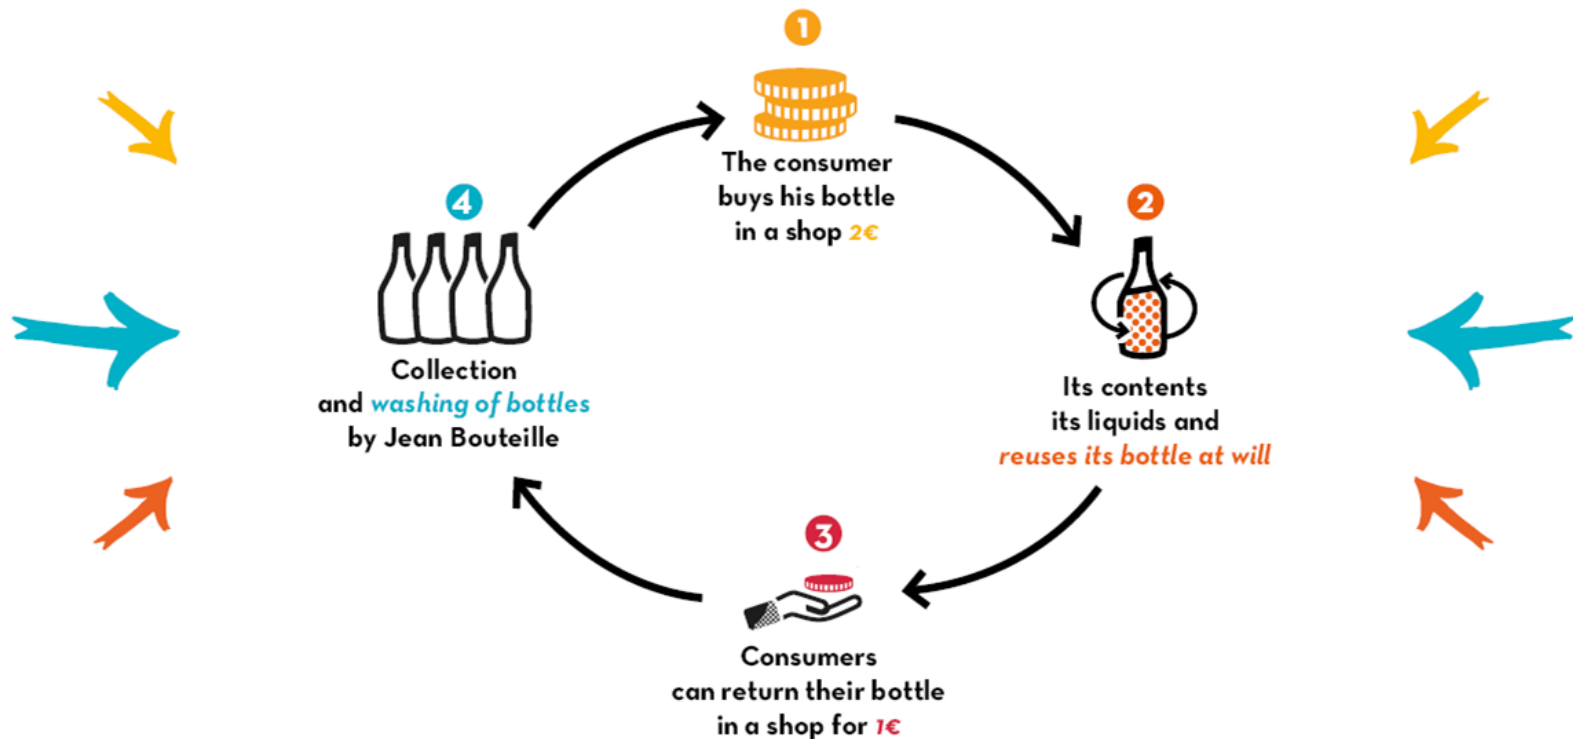 1
The consumer
buys his bottle
in a shop 2€
2
Its contents
its liquids and
reuses its bottle at will
3
Consumers
can return their bottle
in a shop for 1€
4
Collection
and washing of bottles
by Jean Bouteille